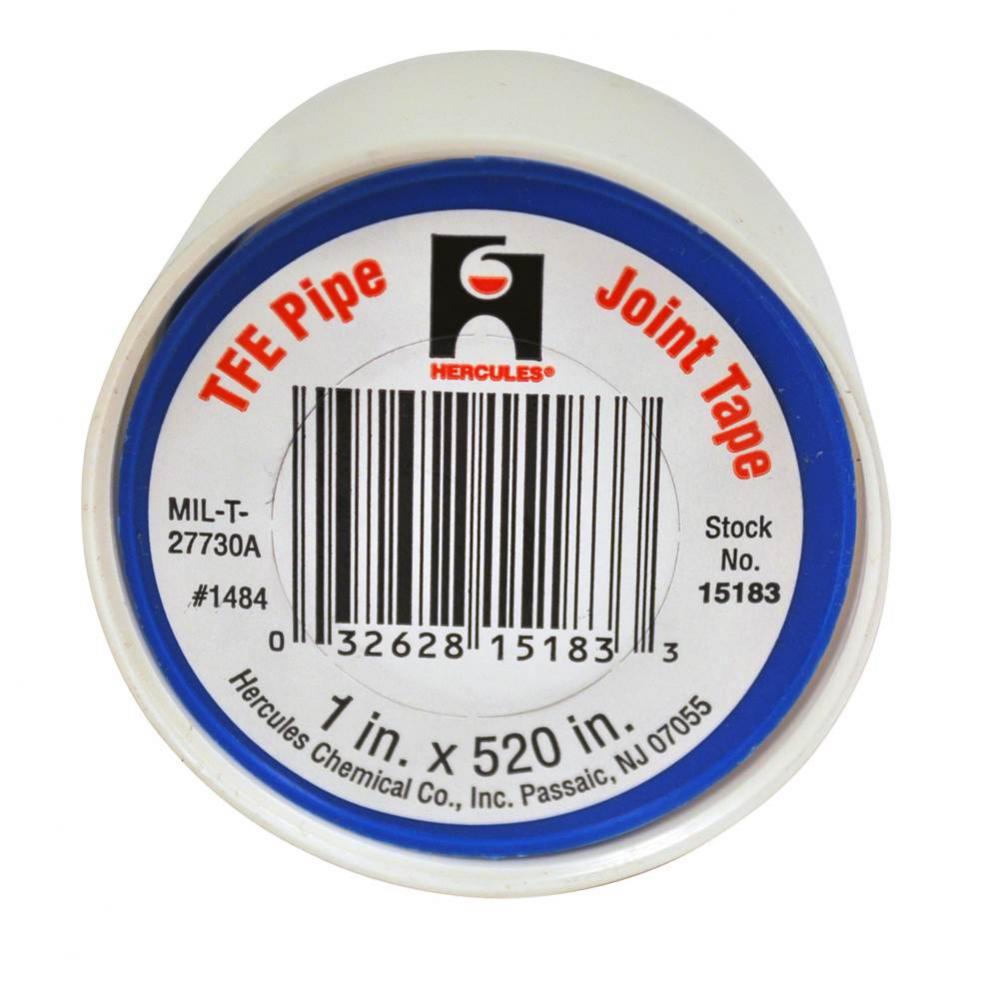 TFE Pipe
Joint Tape
HERCULES®
MIL-T-
27730A
#1484
Stock
No.
15183
0 32628 15183 3
1 in. x 520 in.
Hercules Chemical Co., Inc. Passaic, NJ 07055